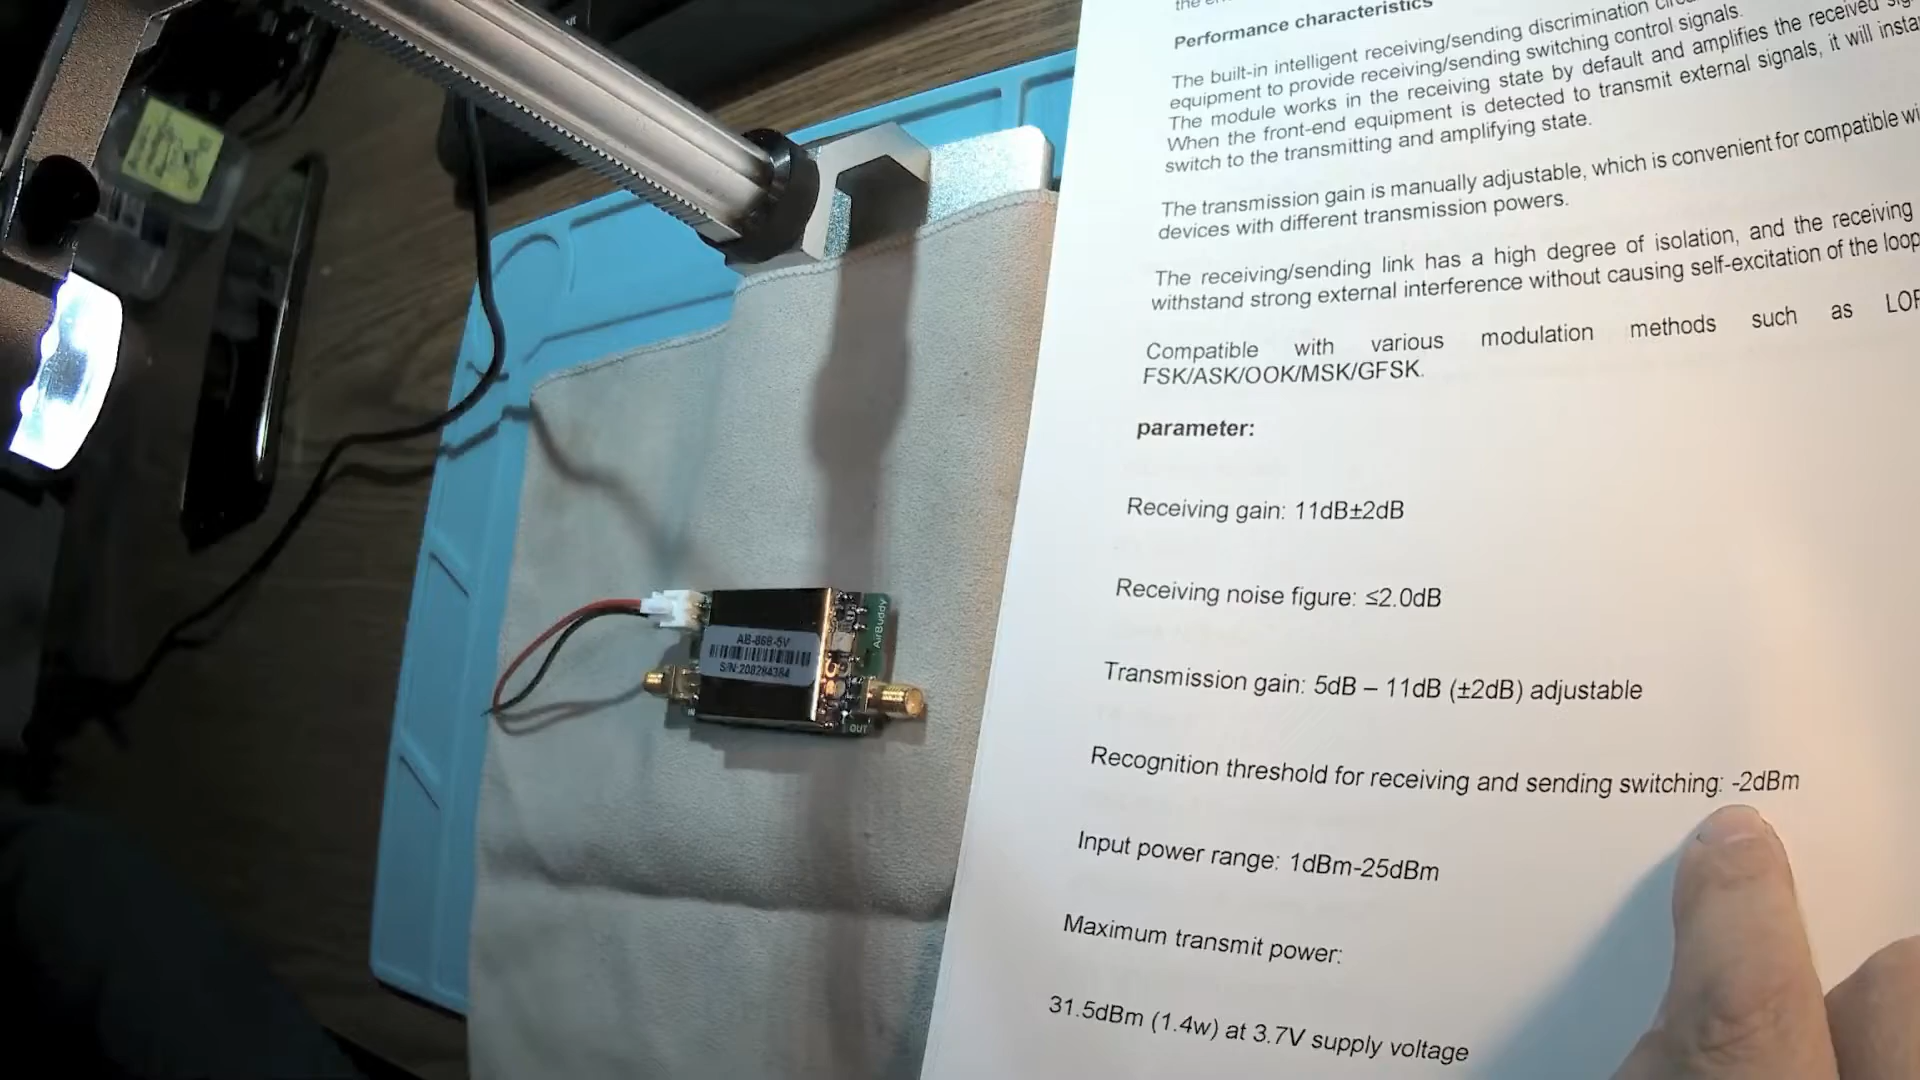 Performance characteristics
The built-in intelligent receiving/sending discrimination
equipment to provide receiving/sending switching control signals.
The module works in the receiving state by default and amplifies the received
When the front-end equipment is detected to transmit external signals, it will
switch to the transmitting and amplifying state.
The transmission gain is manually adjustable, which is convenient for compatible
devices with different transmission powers.
The receiving/sending link has a high degree of isolation, and the receiving
withstand strong external interference without causing self-excitation of the loop
Compatible with various modulation methods such as
FSK/ASK/OOK/MSK/GFSK.
parameter:
Receiving gain: 11dB±2dB
Receiving noise figure: ≤2.0dB
Transmission gain: 5dB – 11dB (±2dB) adjustable
Recognition threshold for receiving and sending switching: -2dBm
Input power range: 1dBm-25dBm
Maximum transmit power:
31.5dBm (1.4w) at 3.7V supply voltage
AB-868-5V
S/N:208284384
AirBuddy
IN
OUT